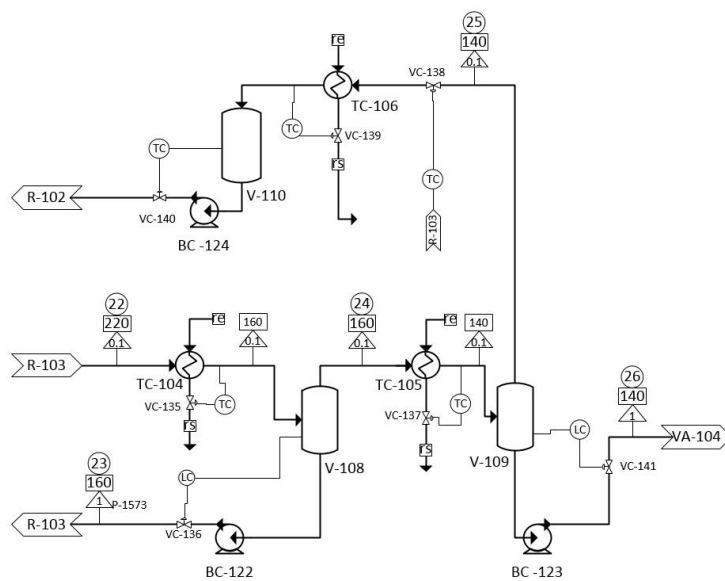 25
140
0.1
re
VC-138
TC-106
TC
VC-139
rs
TC
V-110
TC
R-103
R-102
VC-140
BC -124
22
220
0.1
re
160
0.1
24
160
0.1
re
140
0.1
R-103
TC-104
VC-135
TC
rs
TC-105
VC-137
TC
rs
V-108
V-109
26
140
1
VA-104
LC
VC-141
23
160
1
P-1573
LC
R-103
VC-136
BC-122
BC -123